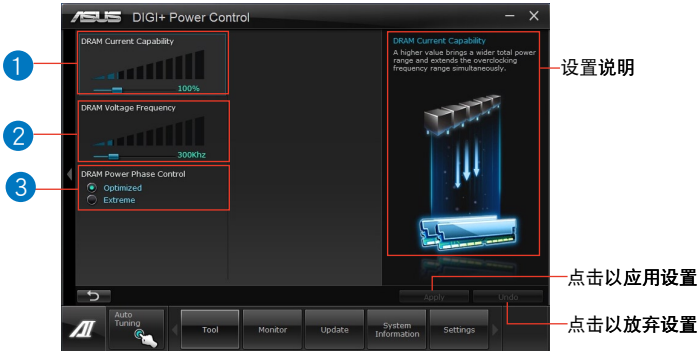 ASUS DIGI+ Power Control
1
DRAM Current Capability
100%
2
DRAM Voltage Frequency
300Khz
3
DRAM Power Phase Control
Optimized
Extreme
DRAM Current Capability
A higher value brings a wider total power
range and extends the overclocking
frequency range simultaneously.
设置说明
Apply
Undo
点击以应用设置
点击以放弃设置
Auto
Tuning
Tool
Monitor
Update
System
Information
Settings